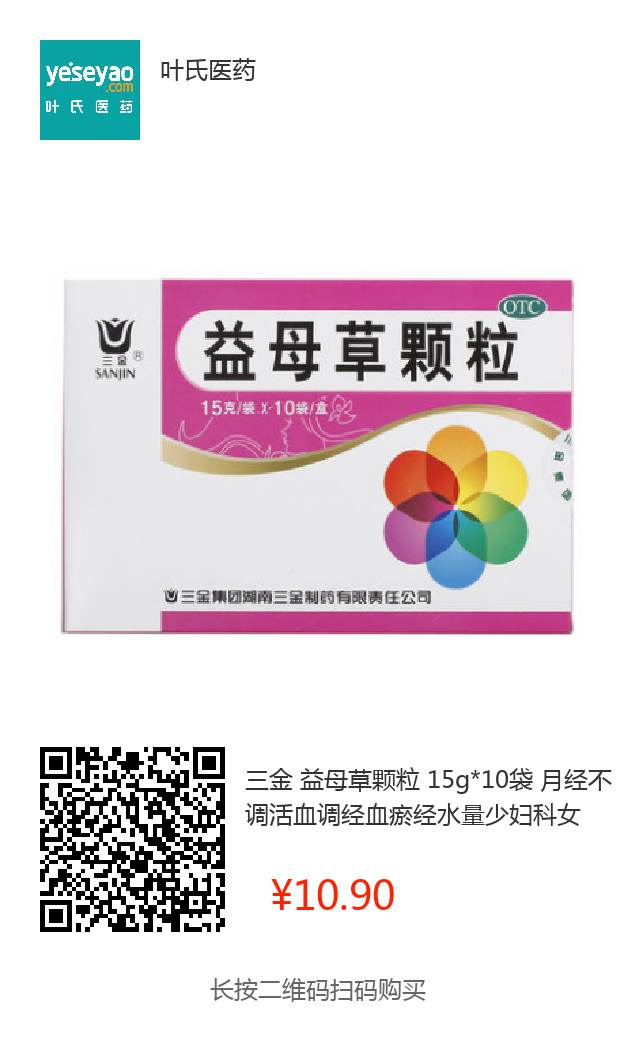 yeseyao
.com
叶氏医药
叶氏医药
OTC
益母草颗粒
三金®
SANJIN
15克/袋 X 10袋/盒
三金集团湖南三金制药有限责任公司
三金 益母草颗粒 15g*10袋 月经不
调活血调经血瘀经水量少妇科女
¥10.90
长按二维码扫码购买